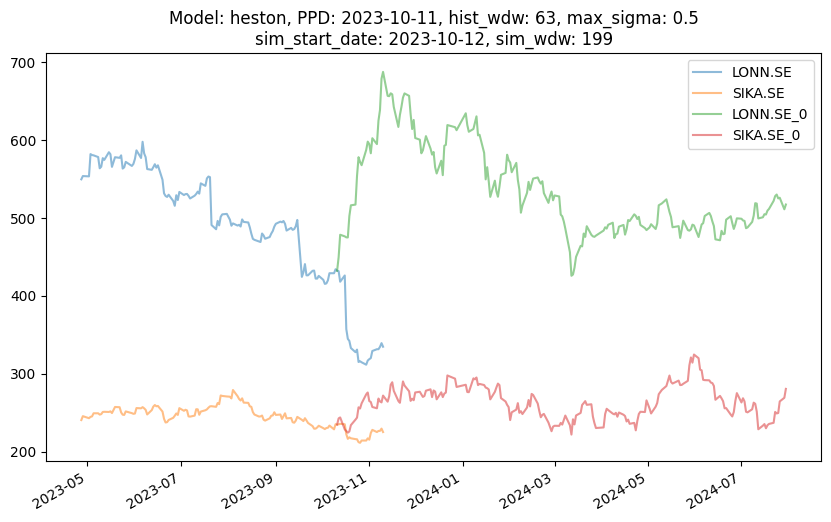 Model: heston, PPD: 2023-10-11, hist_wdw: 63, max_sigma: 0.5
sim_start_date: 2023-10-12, sim_wdw: 199
LONN.SE
SIKA.SE
LONN.SE_0
SIKA.SE_0
700
600
500
400
300
200
2023-05
2023-07
2023-09
2023-11
2024-01
2024-03
2024-05
2024-07